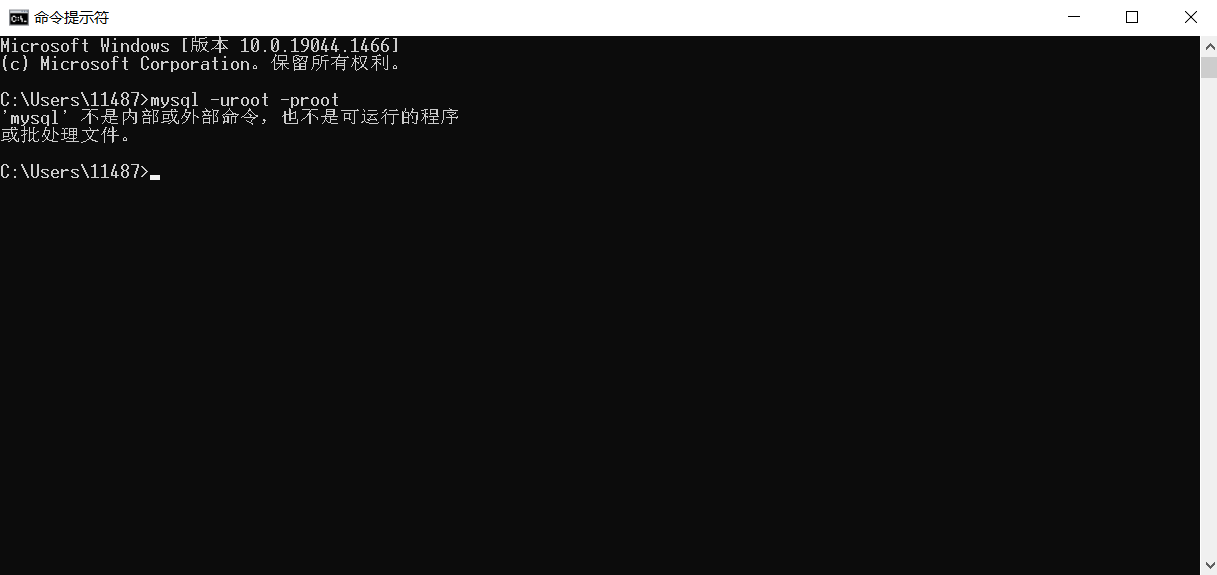 命令提示符
Microsoft Windows [版本 10.0.19044.1466]
(c) Microsoft Corporation。保留所有权利。
C:\Users\11487>mysql -uroot -proot
'mysql' 不是内部或外部命令，也不是可运行的程序
或批处理文件。
C:\Users\11487>